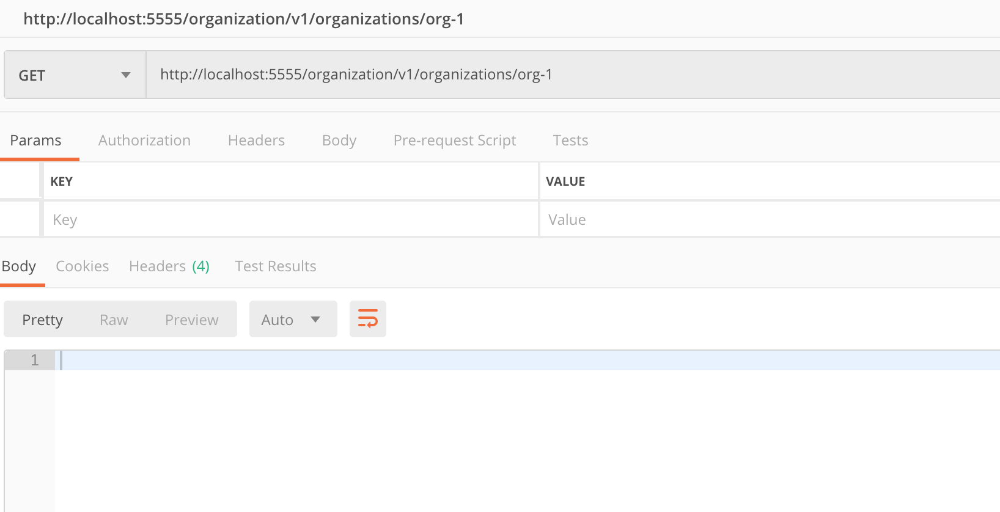 http://localhost:5555/organization/v1/organizations/org-1
GET http://localhost:5555/organization/v1/organizations/org-1
Params Authorization Headers Body Pre-request Script Tests
KEY VALUE
Key Value
Body Cookies Headers (4) Test Results
Pretty Raw Preview Auto
1